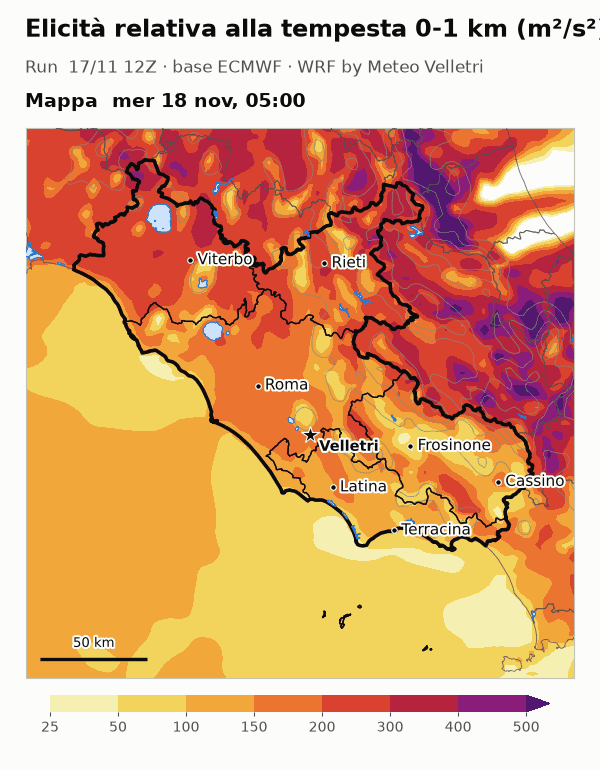 Elicità relativa alla tempesta 0-1 km (m²/s²)
Run 17/11 12Z · base ECMWF · WRF by Meteo Velletri
Mappa mer 18 nov, 05:00
Viterbo
Rieti
Roma
Velletri
Frosinone
Latina
Cassino
Terracina
50 km
25 50 100 150 200 300 400 500